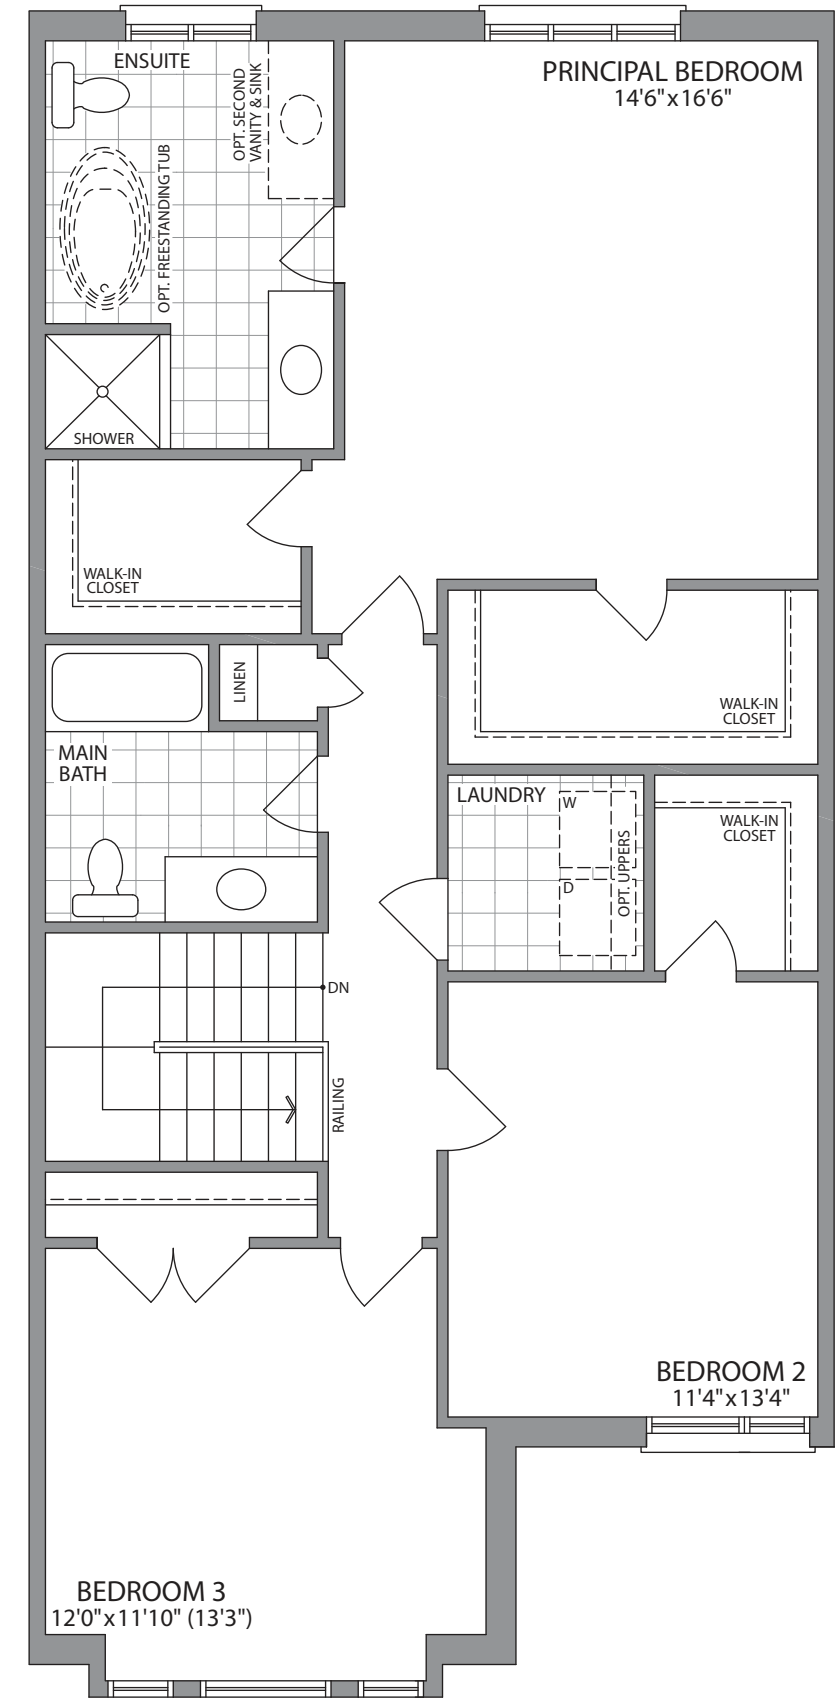 ENSUITE
OPT. SECOND
VANITY & SINK
PRINCIPAL BEDROOM
14'6"x16'6"
OPT. FREESTANDING TUB
SHOWER
WALK-IN
CLOSET
LINEN
WALK-IN
CLOSET
MAIN
BATH
LAUNDRY
W
D
OPT. UPPERS
WALK-IN
CLOSET
DN
RAILING
BEDROOM 2
11'4"x13'4"
BEDROOM 3
12'0"x11'10" (13'3")